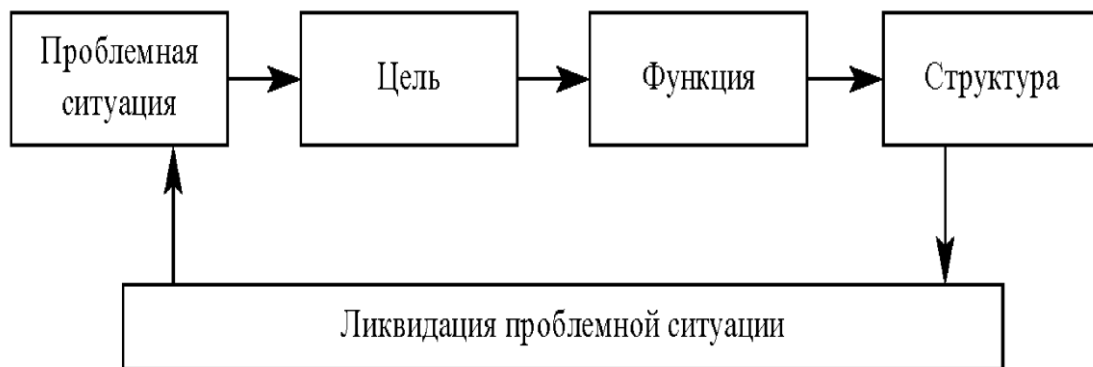 Проблемная
ситуация
Цель
Функция
Структура
Ликвидация проблемной ситуации